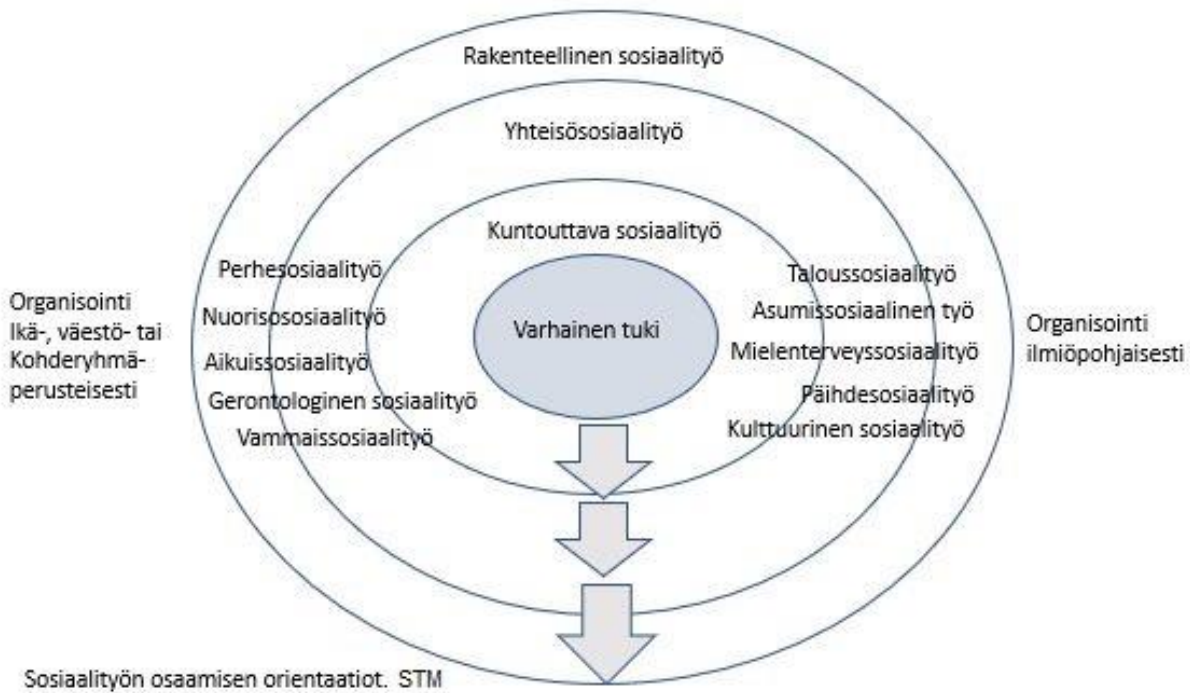 Rakenteellinen sosiaalityö
Yhteisösosiaalityö
Kuntouttava sosiaalityö
Varhainen tuki
Organisointi
Ikä-, väestö- tai
Kohderyhmä-
perusteisesti
Perhesosiaalityö
Nuorisososiaalityö
Aikuissosiaalityö
Gerontologinen sosiaalityö
Vammaissosiaalityö
Taloussosiaalityö
Asumissosiaalinen työ
Mielenterveyssosiaalityö
Päihdesosiaalityö
Kulttuurinen sosiaalityö
Organisointi
ilmiöpohjaisesti
Sosiaalityön osaamisen orientaatiot. STM